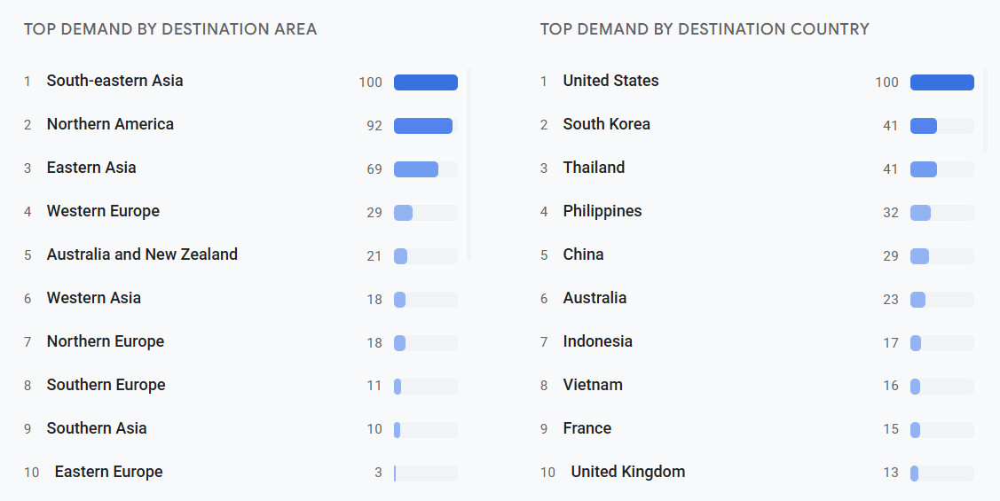 TOP DEMAND BY DESTINATION AREA
1 South-eastern Asia 100
2 Northern America 92
3 Eastern Asia 69
4 Western Europe 29
5 Australia and New Zealand 21
6 Western Asia 18
7 Northern Europe 18
8 Southern Europe 11
9 Southern Asia 10
10 Eastern Europe 3
TOP DEMAND BY DESTINATION COUNTRY
1 United States 100
2 South Korea 41
3 Thailand 41
4 Philippines 32
5 China 29
6 Australia 23
7 Indonesia 17
8 Vietnam 16
9 France 15
10 United Kingdom 13